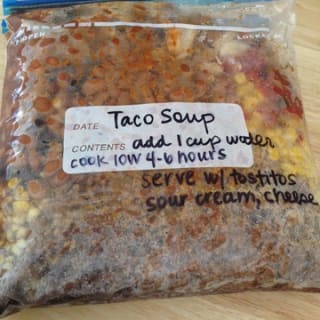 Taco Soup
DATE
CONTENTS add 1 cup water
cook low 4-6 hours
serve w/ tostitos
sour cream, cheese